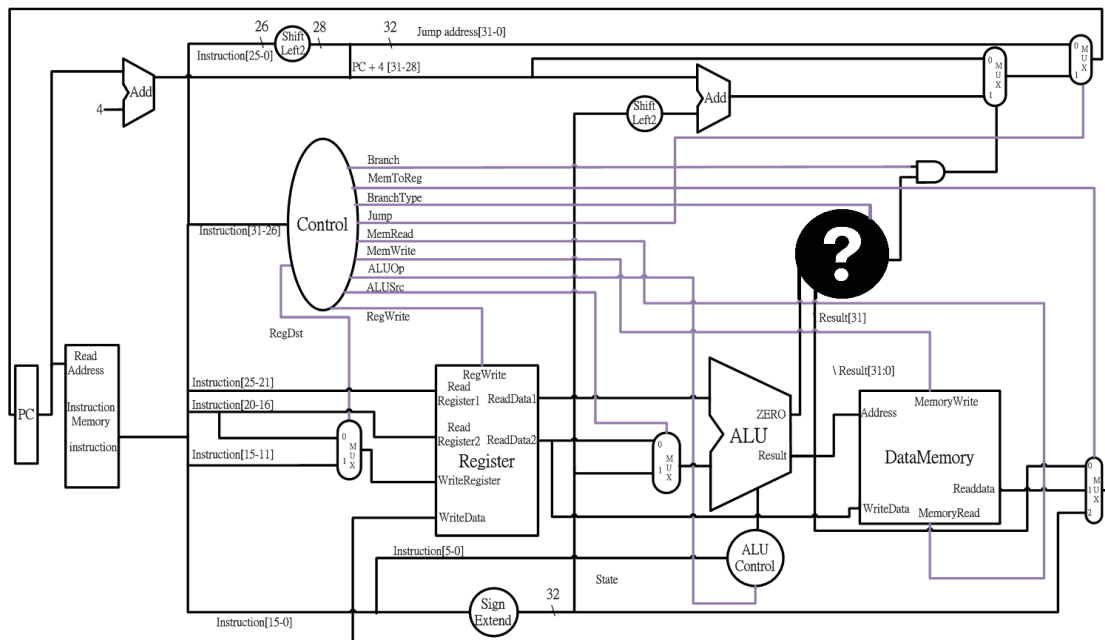 26
28
32
Jump address[31-0]
Shift
Left2
Instruction[25-0]
PC + 4 [31-28]
0
M
U
X
1
0
M
U
X
1
Add
4
Add
Shift
Left2
Branch
MemToReg
BranchType
Jump
MemRead
MemWrite
ALUOp
ALUSrc
RegWrite
Control
Instruction[31-26]
RegDst
?
Result[31]
\ Result[31:0]
PC
Read
Address
Instruction
Memory
instruction
Instruction[25-21]
Instruction[20-16]
Instruction[15-11]
0
M
U
X
1
RegWrite
Read
Register1
ReadData1
Read
Register2
ReadData2
Register
WriteRegister
WriteData
0
M
U
X
1
ZERO
ALU
Result
MemoryWrite
Address
DataMemory
Readdata
WriteData
MemoryRead
0
M
1
U
X
2
ALU
Control
Instruction[5-0]
State
Sign
Extend
32
Instruction[15-0]